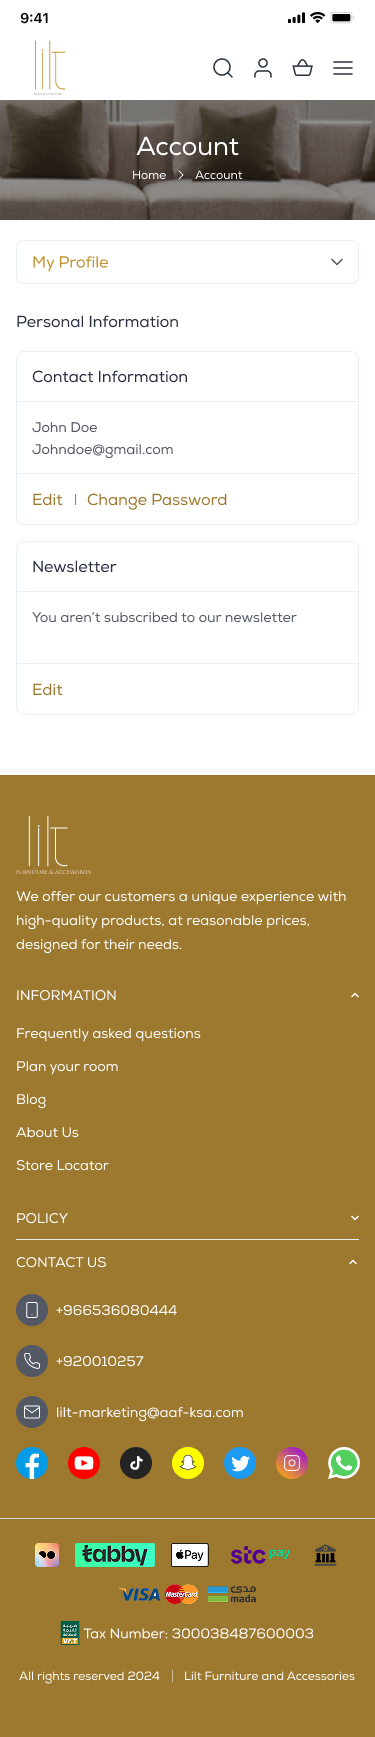 9:41
lilt
Account
Home > Account
My Profile
Personal Information
Contact Information
John Doe
Johndoe@gmail.com
Edit | Change Password
Newsletter
You aren't subscribed to our newsletter
Edit
lilt
FURNITURE & ACCESSORIES
We offer our customers a unique experience with
high-quality products, at reasonable prices,
designed for their needs.
INFORMATION
Frequently asked questions
Plan your room
Blog
About Us
Store Locator
POLICY
CONTACT US
+966536080444
+920010257
lilt-marketing@aaf-ksa.com
tabby
Pay
stc pay
VISA MasterCard مدى mada
VAT Tax Number: 300038487600003
All rights reserved 2024 | Lilt Furniture and Accessories